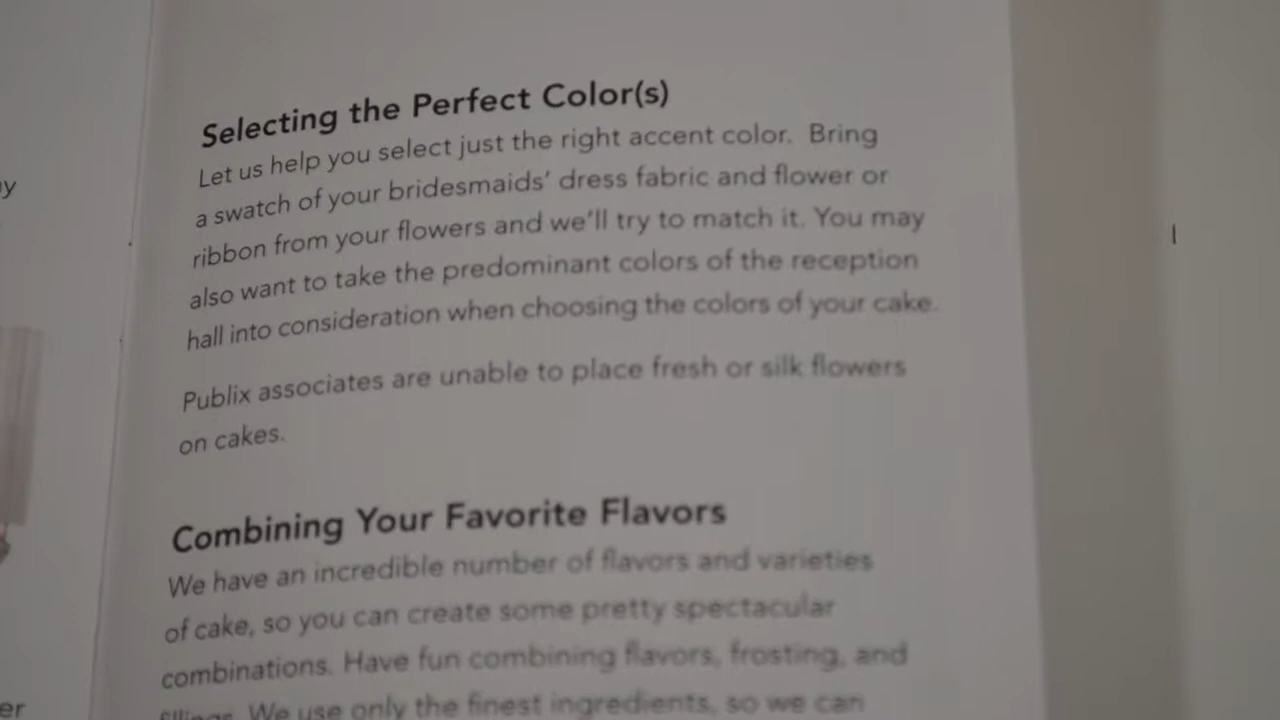 Selecting the Perfect Color(s)
Let us help you select just the right accent color. Bring
a swatch of your bridesmaids' dress fabric and flower or
ribbon from your flowers and we'll try to match it. You may
also want to take the predominant colors of the reception
hall into consideration when choosing the colors of your cake.
Publix associates are unable to place fresh or silk flowers
on cakes.
Combining Your Favorite Flavors
We have an incredible number of flavors and varieties
of cake, so you can create some pretty spectacular
combinations. Have fun combining flavors, frosting, and
fillings. We use only the finest ingredients, so we can